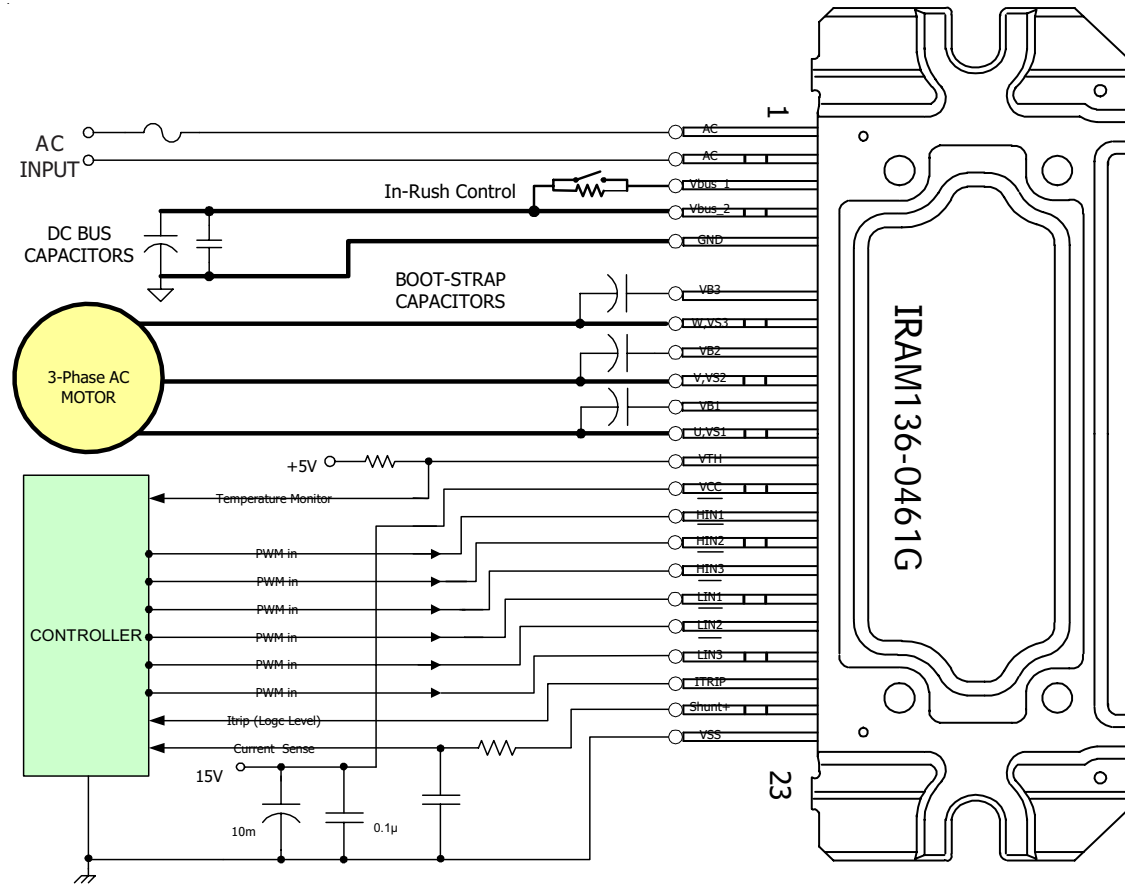 1
AC
INPUT
AC
AC
In-Rush Control
Vbus_1
Vbus_2
DC BUS
CAPACITORS
GND
BOOT-STRAP
CAPACITORS
VB3
W,VS3
VB2
3-Phase AC
MOTOR
V,VS2
VB1
U,VS1
IRAM136-0461G
+5V
VTH
Temperature Monitor
VCC
HIN1
HIN2
PWM in
HIN3
PWM in
LIN1
PWM in
CONTROLLER
PWM in
LIN2
PWM in
LIN3
PWM in
ITRIP
Itrip (Logc Level)
Shunt+
Current Sense
VSS
15V
23
10m
0.1µ